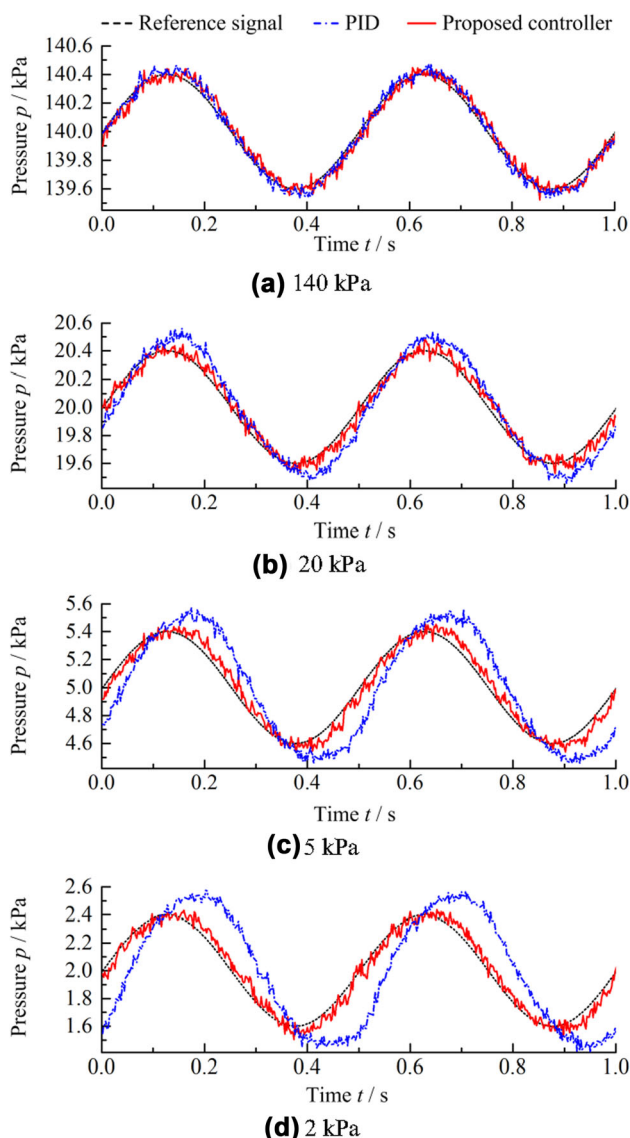 Reference signal PID Proposed controller
Pressure p / kPa
140.6
140.4
140.2
140.0
139.8
139.6
0.0 0.2 0.4 0.6 0.8 1.0
Time t / s
(a) 140 kPa
Pressure p / kPa
20.6
20.4
20.2
20.0
19.8
19.6
0.0 0.2 0.4 0.6 0.8 1.0
Time t / s
(b) 20 kPa
Pressure p / kPa
5.6
5.4
5.2
5.0
4.8
4.6
0.0 0.2 0.4 0.6 0.8 1.0
Time t / s
(c) 5 kPa
Pressure p / kPa
2.6
2.4
2.2
2.0
1.8
1.6
0.0 0.2 0.4 0.6 0.8 1.0
Time t / s
(d) 2 kPa